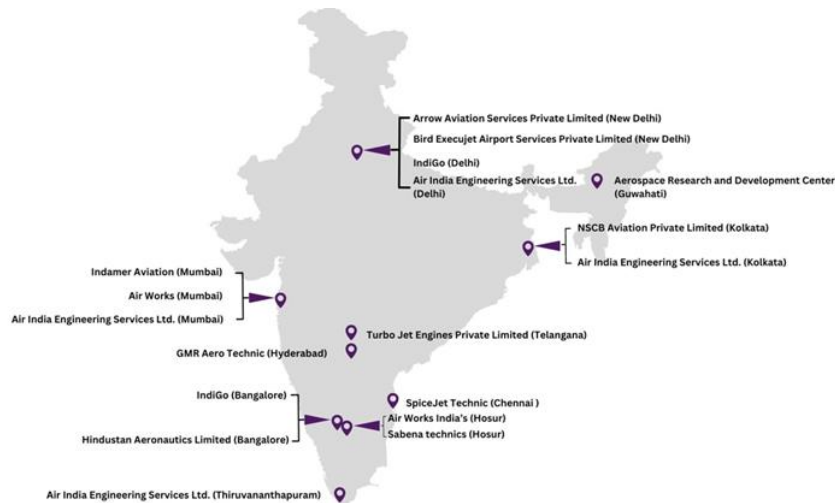 Arrow Aviation Services Private Limited (New Delhi)
Bird Execujet Airport Services Private Limited (New Delhi)
IndiGo (Delhi)
Air India Engineering Services Ltd.
(Delhi)
Aerospace Research and Development Center
(Guwahati)
NSCB Aviation Private Limited (Kolkata)
Air India Engineering Services Ltd. (Kolkata)
Indamer Aviation (Mumbai)
Air Works (Mumbai)
Air India Engineering Services Ltd. (Mumbai)
Turbo Jet Engines Private Limited (Telangana)
GMR Aero Technic (Hyderabad)
IndiGo (Bangalore)
Hindustan Aeronautics Limited (Bangalore)
SpiceJet Technic (Chennai )
Air Works India's (Hosur)
Sabena technics (Hosur)
Air India Engineering Services Ltd. (Thiruvananthapuram)